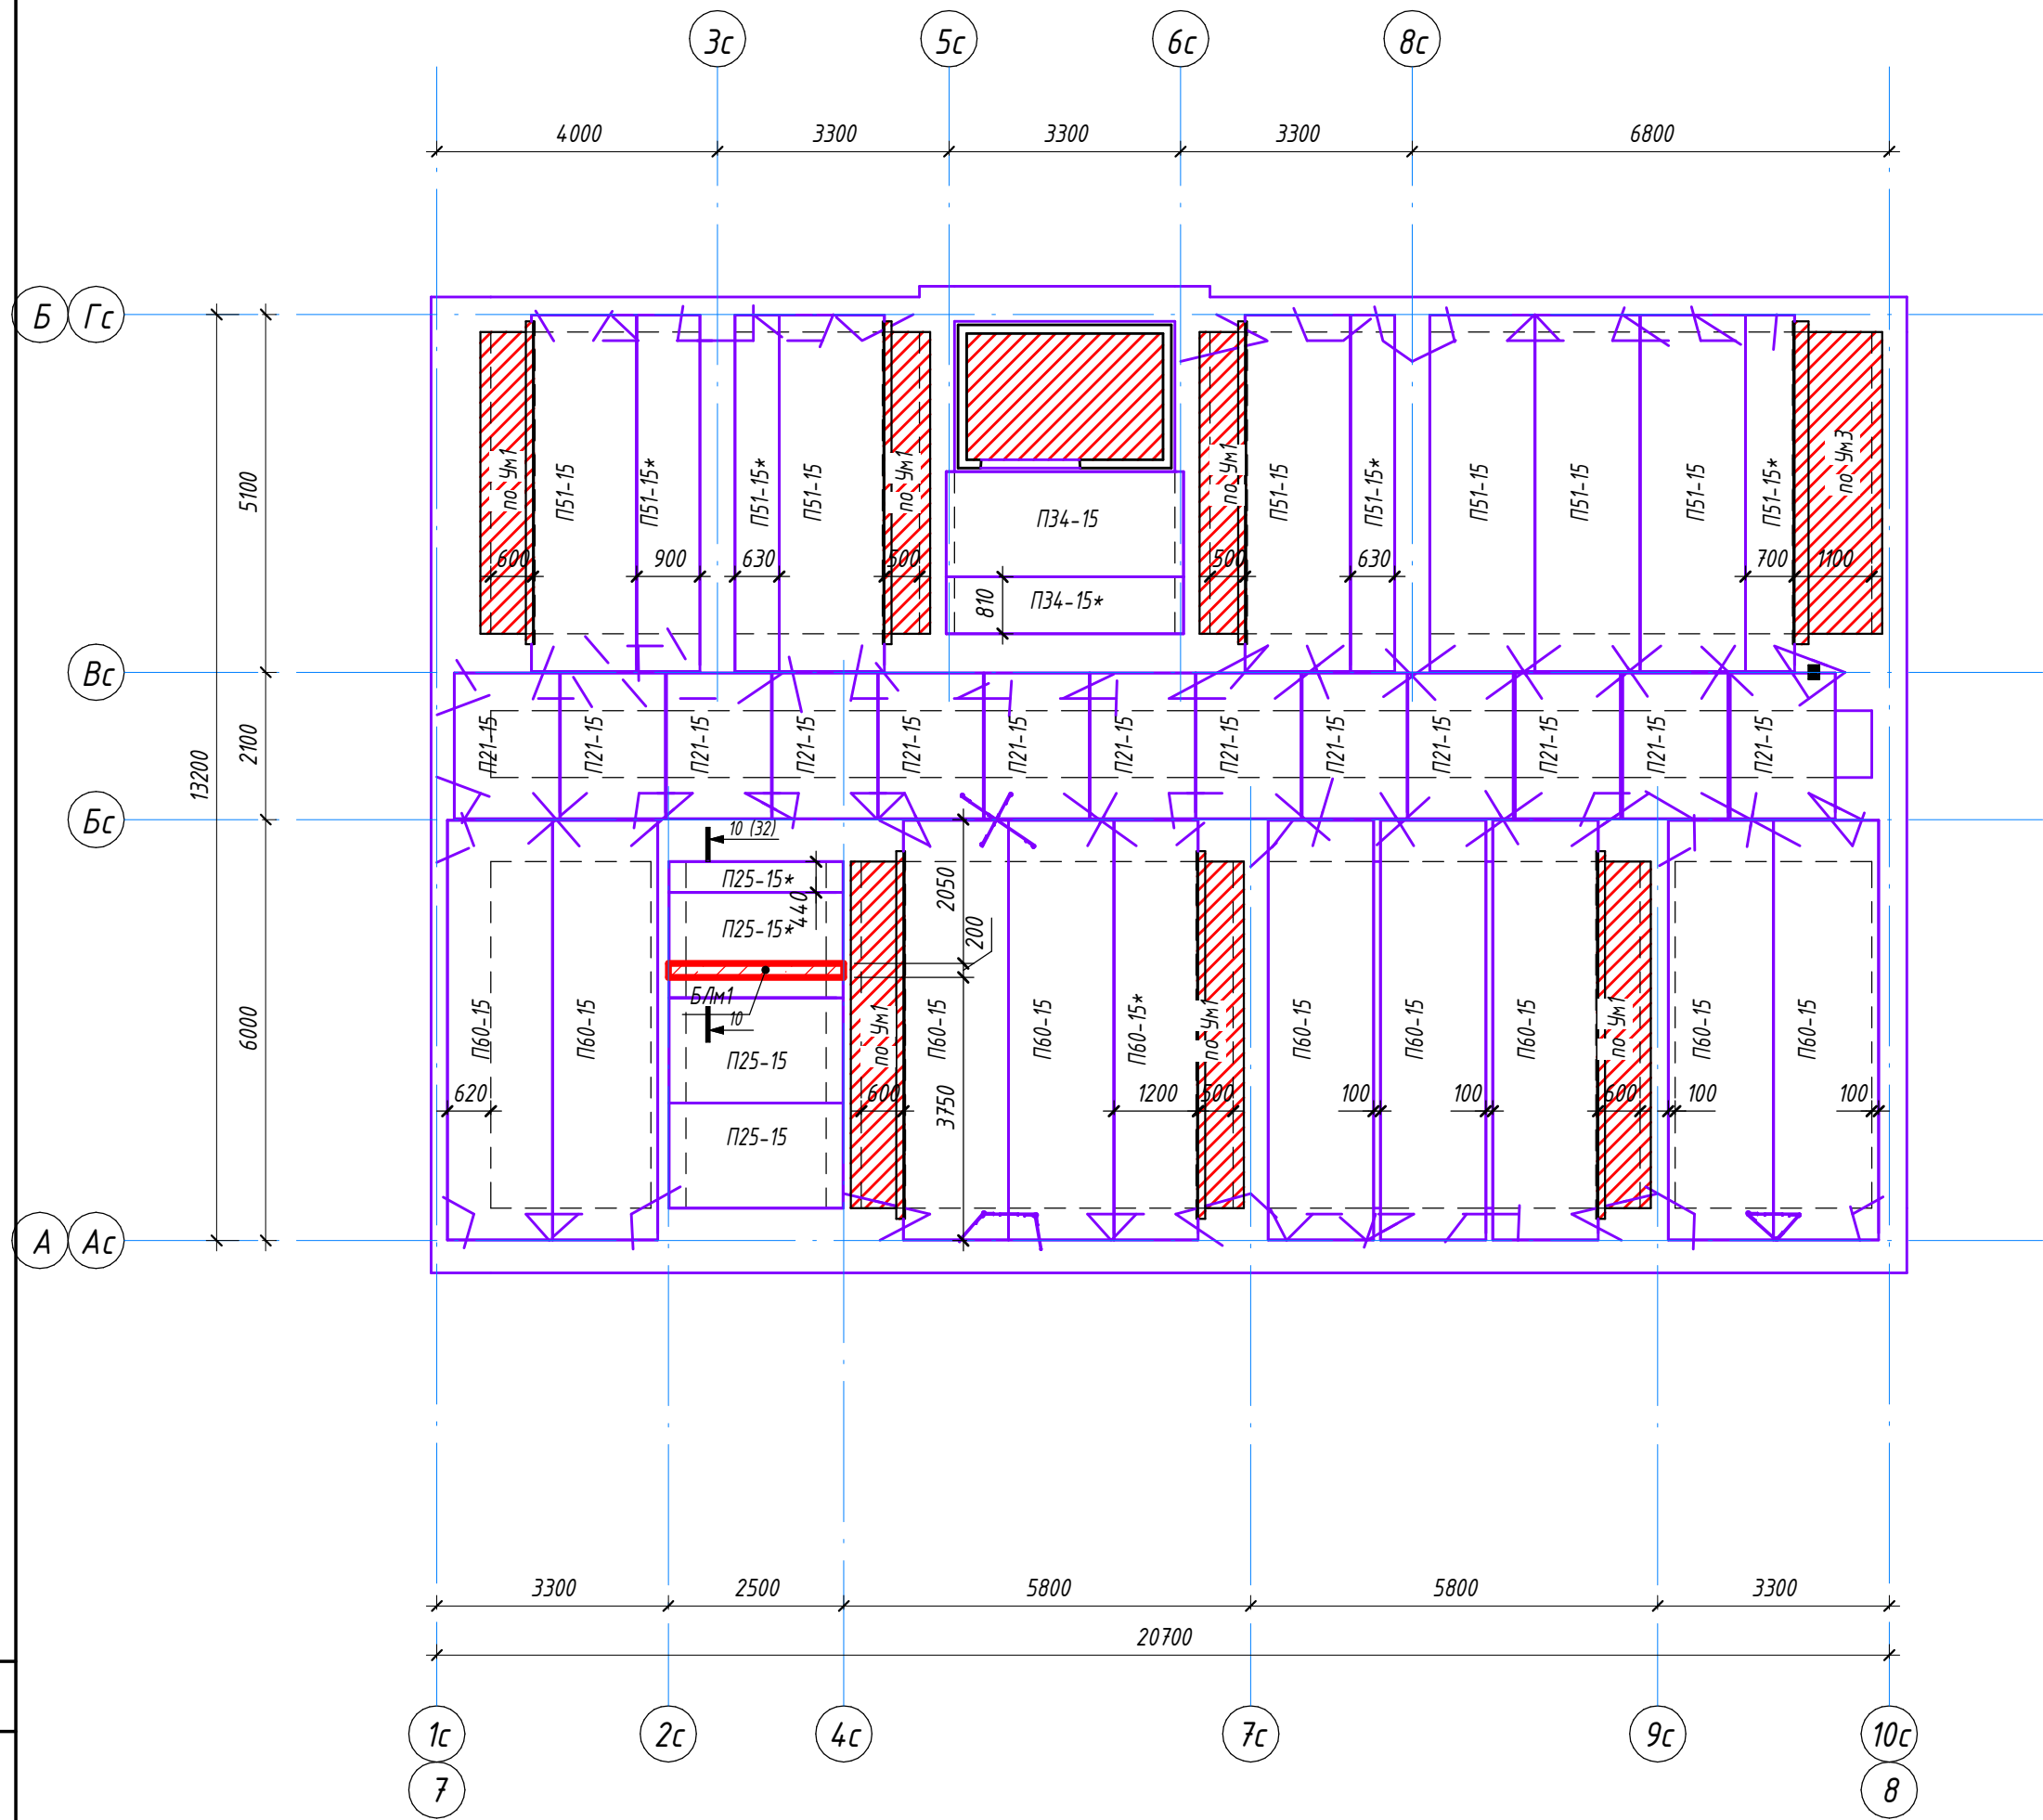 3с 5с 6с 8с
4000 3300 3300 3300 6800
Б Гс
по Ум1 П51-15 П51-15* П51-15* П51-15 по Ум1 П34-15 по Ум1 П51-15 П51-15* П51-15 П51-15 П51-15 П51-15* по Ум3
5100
600 900 630 500 500 630 700 1100
810 П34-15*
Вс
13200 2100
П21-15 П21-15 П21-15 П21-15 П21-15 П21-15 П21-15 П21-15 П21-15 П21-15 П21-15 П21-15 П21-15
Бс
10 (32)
П25-15* 440 2050
П25-15* 200
БЛм1
10
6000
П60-15 П60-15 П25-15 по Ум1 П60-15 П60-15 П60-15* по Ум1 П60-15 П60-15 П60-15 по Ум1 П60-15 П60-15
620 600 3750 1200 500 100 100 600 100 100
П25-15
А Ас
3300 2500 5800 5800 3300
20700
1с 2с 4с 7с 9с 10с
7 8